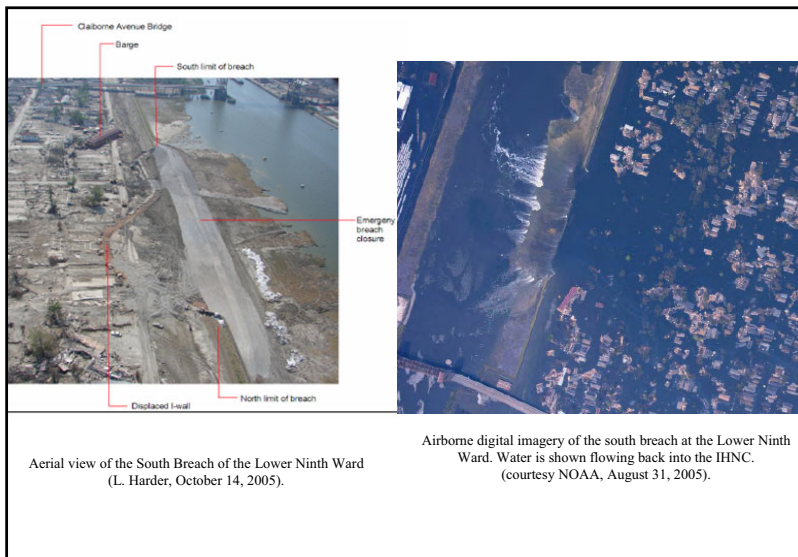 Claiborne Avenue Bridge
Barge
South limit of breach
Emergeny
breach
closure
North limit of breach
Displaced I-wall
Aerial view of the South Breach of the Lower Ninth Ward
(L. Harder, October 14, 2005).
Airborne digital imagery of the south breach at the Lower Ninth
Ward. Water is shown flowing back into the IHNC.
(courtesy NOAA, August 31, 2005).